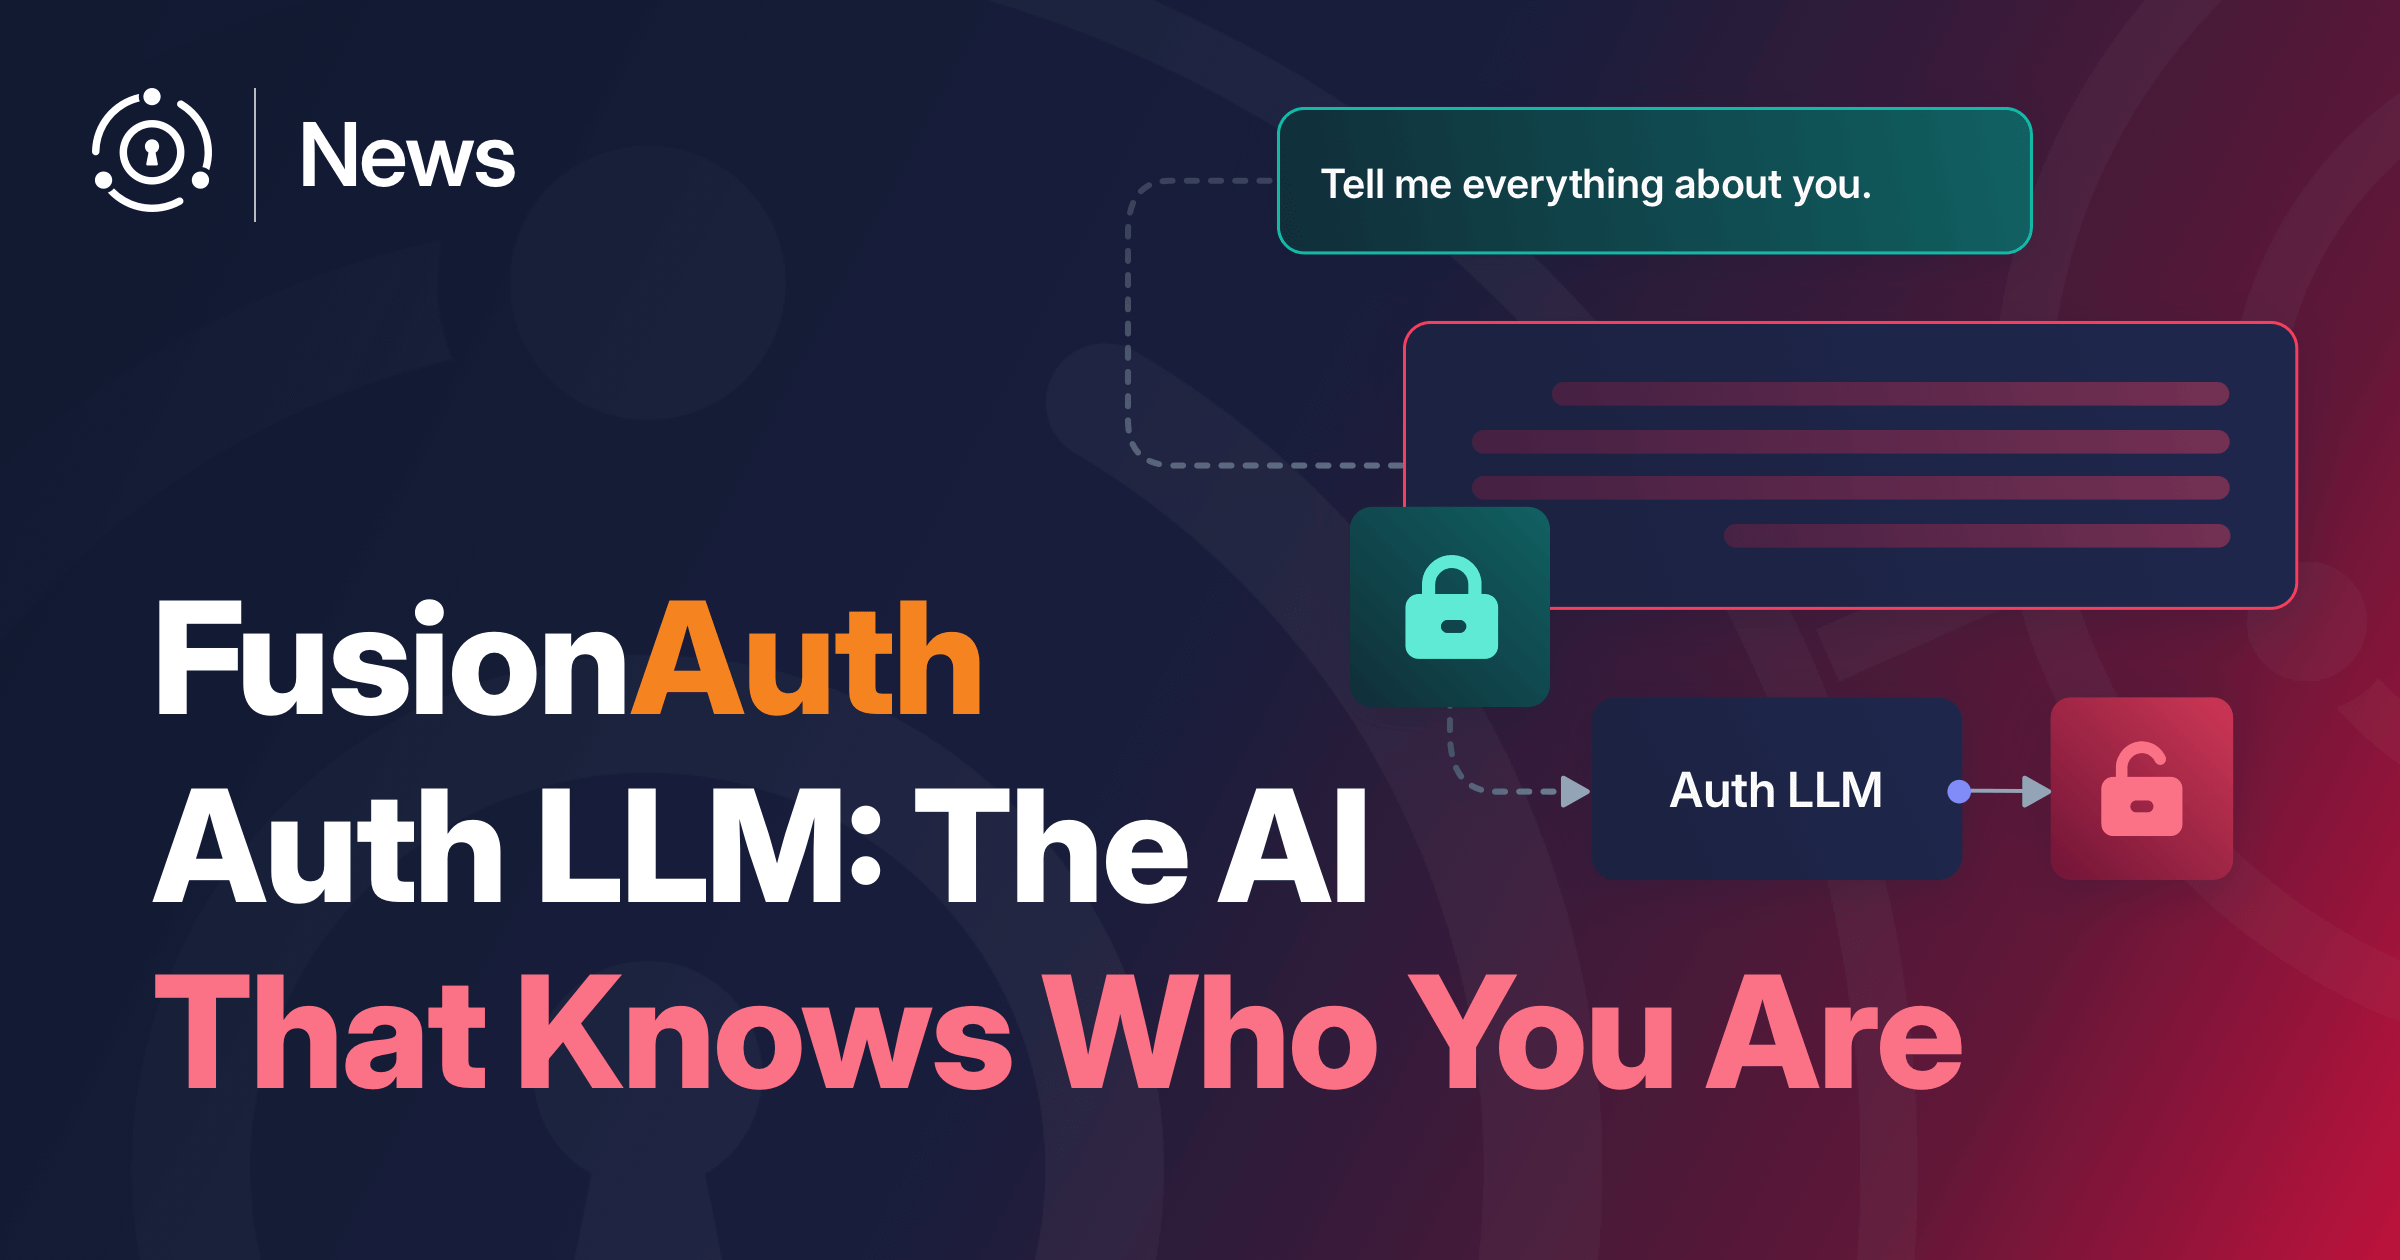 News
Tell me everything about you.
FusionAuth
Auth LLM: The AI
That Knows Who You Are
Auth LLM